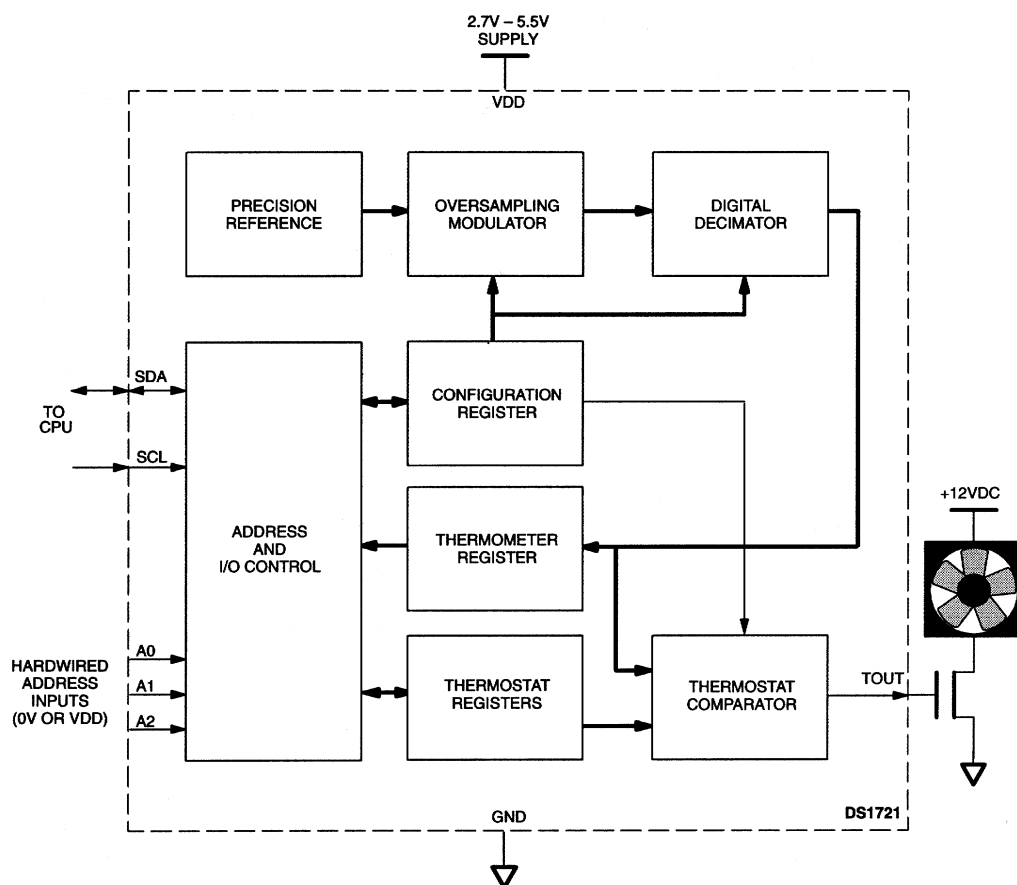 2.7V – 5.5V
SUPPLY
VDD
PRECISION
REFERENCE
OVERSAMPLING
MODULATOR
DIGITAL
DECIMATOR
SDA
TO
CPU
SCL
CONFIGURATION
REGISTER
ADDRESS
AND
I/O CONTROL
THERMOMETER
REGISTER
+12VDC
HARDWIRED
ADDRESS
INPUTS
(0V OR VDD)
A0
A1
A2
THERMOSTAT
REGISTERS
THERMOSTAT
COMPARATOR
TOUT
GND
DS1721